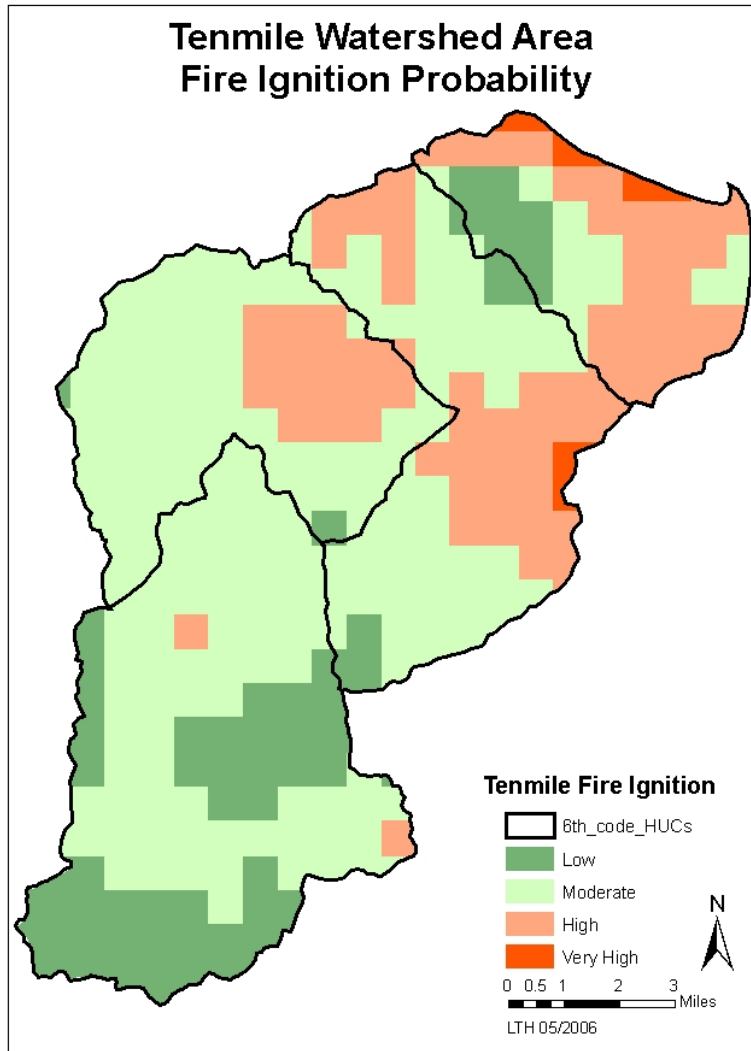 Tenmile Watershed Area
Fire Ignition Probability
Tenmile Fire Ignition
6th_code_HUCs
Low
Moderate
High
Very High
N
0 0.5 1 2 3
Miles
LTH 05/2006